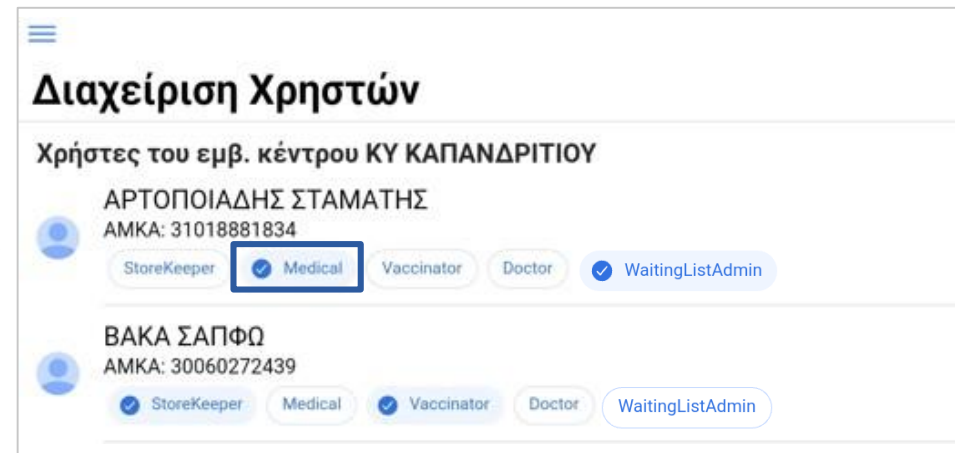 Διαχείριση Χρηστών
Χρήστες του εμβ. κέντρου ΚΥ ΚΑΠΑΝΔΡΙΤΙΟΥ
ΑΡΤΟΠΟΙΑΔΗΣ ΣΤΑΜΑΤΗΣ
ΑΜΚΑ: 31018881834
StoreKeeper Medical Vaccinator Doctor WaitingListAdmin
ΒΑΚΑ ΣΑΠΦΩ
ΑΜΚΑ: 30060272439
StoreKeeper Medical Vaccinator Doctor WaitingListAdmin